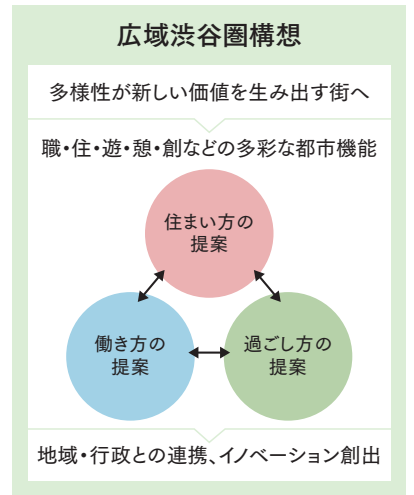 広域渋谷圏構想
多様性が新しい価値を生み出す街へ
職・住・遊・憩・創などの多彩な都市機能
住まい方の
提案
働き方の
提案
過ごし方の
提案
地域・行政との連携、イノベーション創出